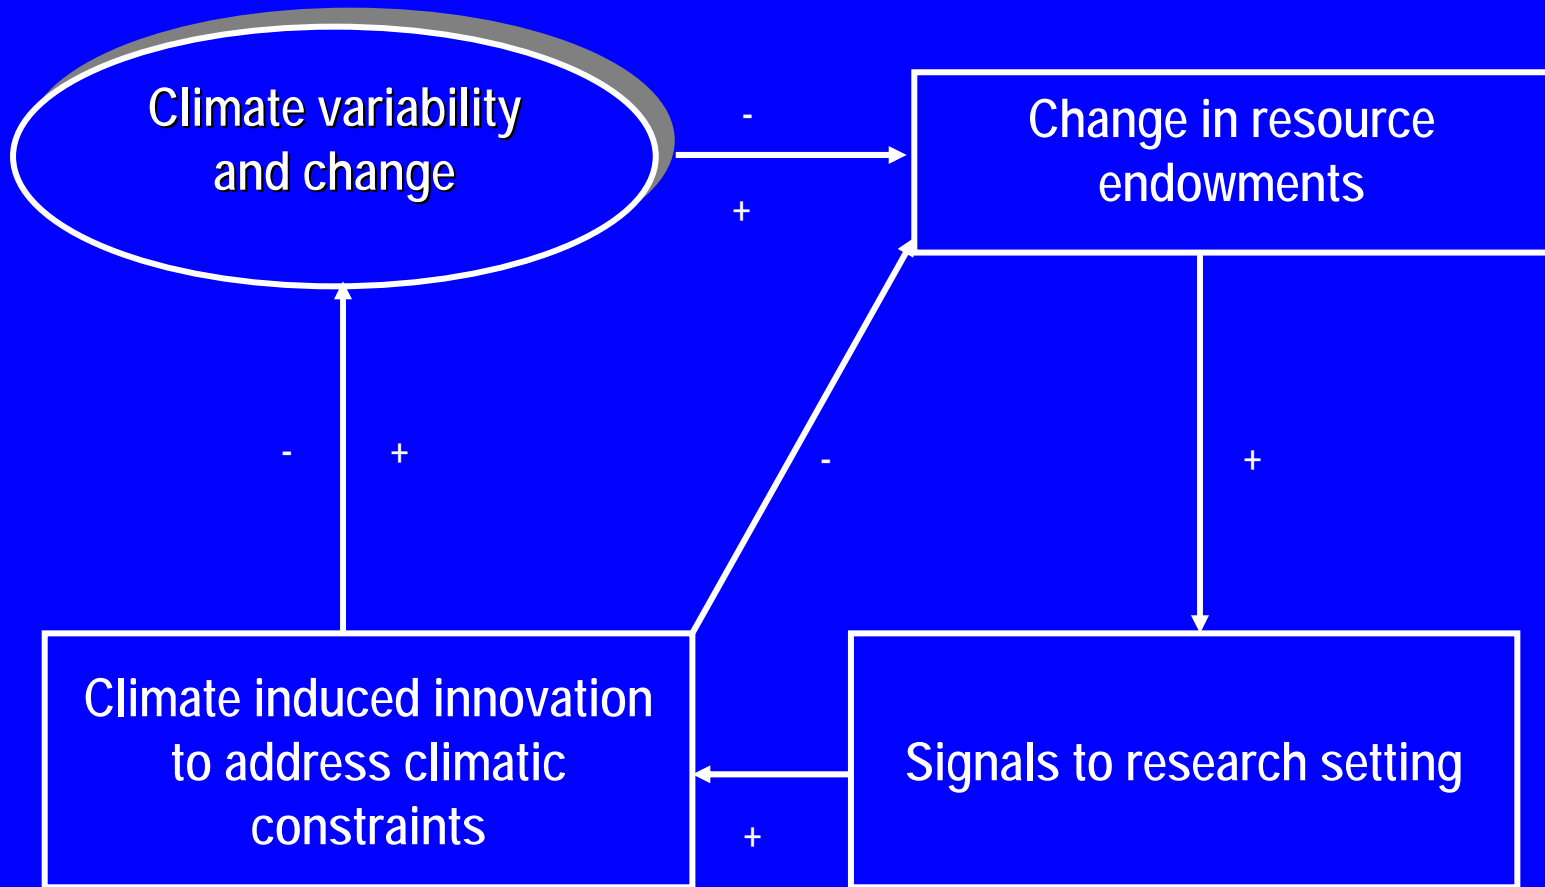 Climate variability
and change
-
+
Change in resource
endowments
-
+
-
+
Climate induced innovation
to address climatic
constraints
+
Signals to research setting